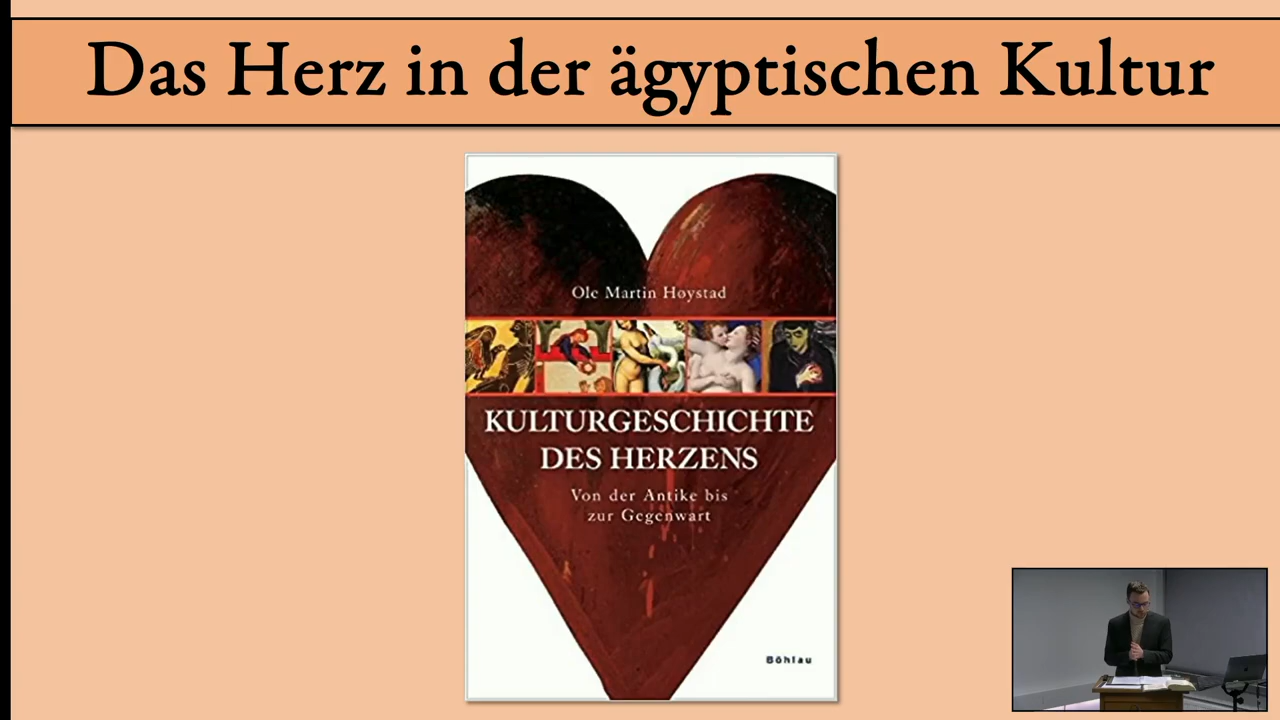 Das Herz in der ägyptischen Kultur
Ole Martin Høystad
KULTURGESCHICHTE
DES HERZENS
Von der Antike bis
zur Gegenwart
Böhlau